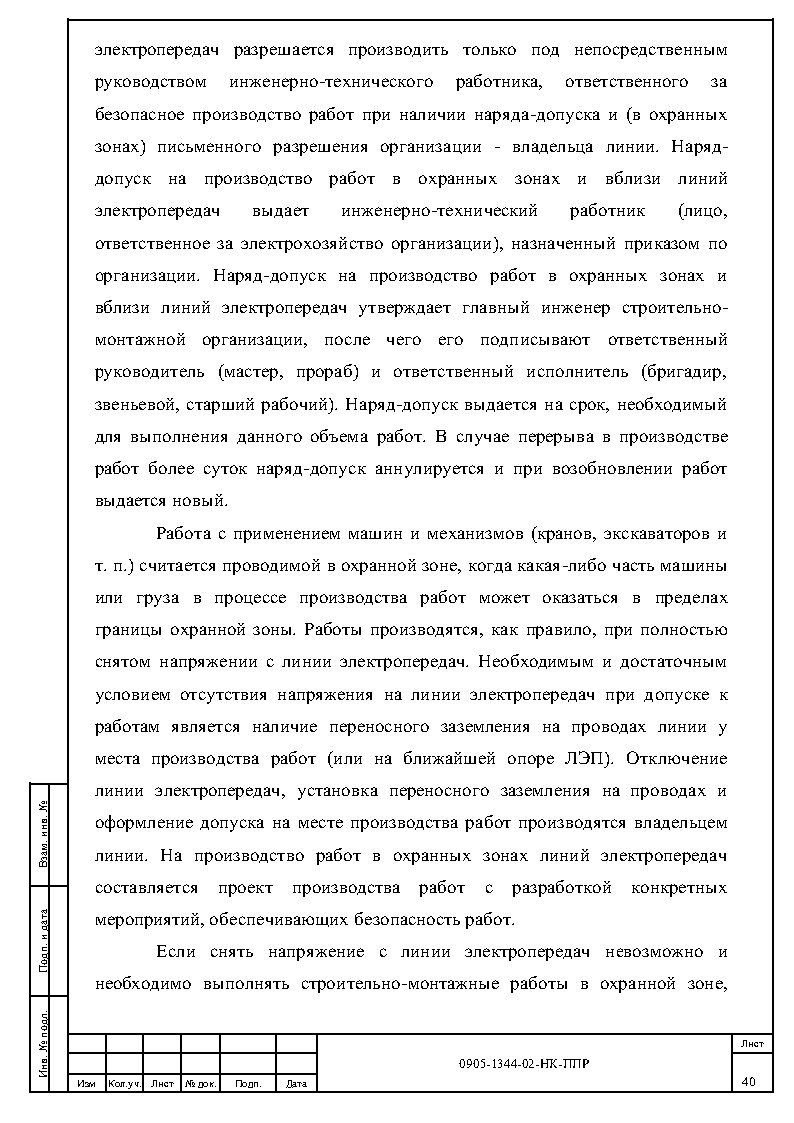 электропередач разрешается производить только под непосредственным
руководством инженерно-технического работника, ответственного за
безопасное производство работ при наличии наряда-допуска и (в охранных
зонах) письменного разрешения организации - владельца линии. Наряд-
допуск на производство работ в охранных зонах и вблизи линий
электропередач выдает инженерно-технический работник (лицо,
ответственное за электрохозяйство организации), назначенный приказом по
организации. Наряд-допуск на производство работ в охранных зонах и
вблизи линий электропередач утверждает главный инженер строительно-
монтажной организации, после чего его подписывают ответственный
руководитель (мастер, прораб) и ответственный исполнитель (бригадир,
звеньевой, старший рабочий). Наряд-допуск выдается на срок, необходимый
для выполнения данного объема работ. В случае перерыва в производстве
работ более суток наряд-допуск аннулируется и при возобновлении работ
выдается новый.
Работа с применением машин и механизмов (кранов, экскаваторов и
т. п.) считается проводимой в охранной зоне, когда какая-либо часть машины
или груза в процессе производства работ может оказаться в пределах
границы охранной зоны. Работы производятся, как правило, при полностью
снятом напряжении с линии электропередач. Необходимым и достаточным
условием отсутствия напряжения на линии электропередач при допуске к
работам является наличие переносного заземления на проводах линии у
места производства работ (или на ближайшей опоре ЛЭП). Отключение
линии электропередач, установка переносного заземления на проводах и
оформление допуска на месте производства работ производятся владельцем
линии. На производство работ в охранных зонах линий электропередач
составляется проект производства работ с разработкой конкретных
мероприятий, обеспечивающих безопасность работ.
Если снять напряжение с линии электропередач невозможно и
необходимо выполнять строительно-монтажные работы в охранной зоне,
Взам. инв. №
Подп. и дата
Инв. № подл.
Изм Кол.уч. Лист № док. Подп. Дата
0905-1344-02-НК-ППР
Лист
40